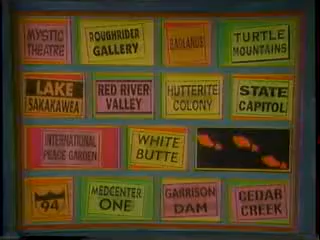 MYSTIC
THEATRE
ROUGHRIDER
GALLERY
BADLANDS
TURTLE
MOUNTAINS
LAKE
SAKAKAWEA
RED RIVER
VALLEY
HUTTERITE
COLONY
STATE
CAPITOL
INTERNATIONAL
PEACE GARDEN
WHITE
BUTTE
94
MEDCENTER
ONE
GARRISON
DAM
CEDAR
CREEK